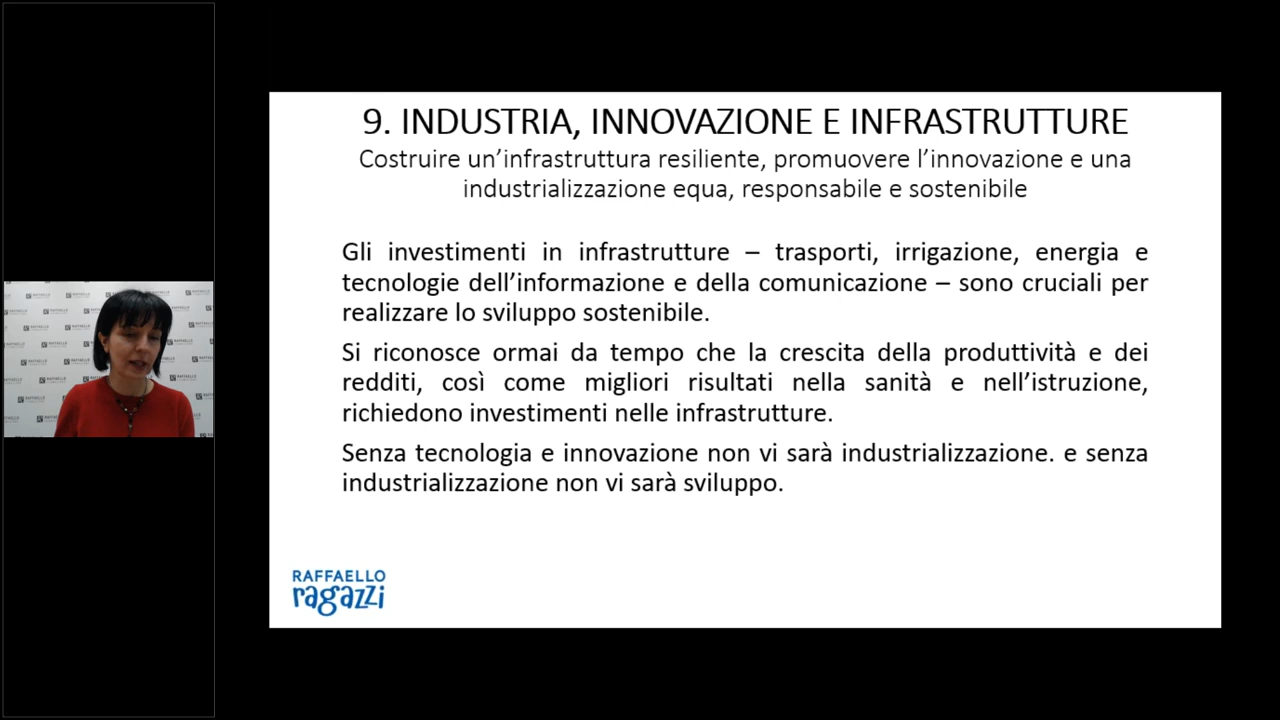 9. INDUSTRIA, INNOVAZIONE E INFRASTRUTTURE
Costruire un’infrastruttura resiliente, promuovere l’innovazione e una
industrializzazione equa, responsabile e sostenibile
Gli investimenti in infrastrutture – trasporti, irrigazione, energia e
tecnologie dell’informazione e della comunicazione – sono cruciali per
realizzare lo sviluppo sostenibile.
Si riconosce ormai da tempo che la crescita della produttività e dei
redditi, così come migliori risultati nella sanità e nell’istruzione,
richiedono investimenti nelle infrastrutture.
Senza tecnologia e innovazione non vi sarà industrializzazione. e senza
industrializzazione non vi sarà sviluppo.
RAFFAELLO
ragazzi